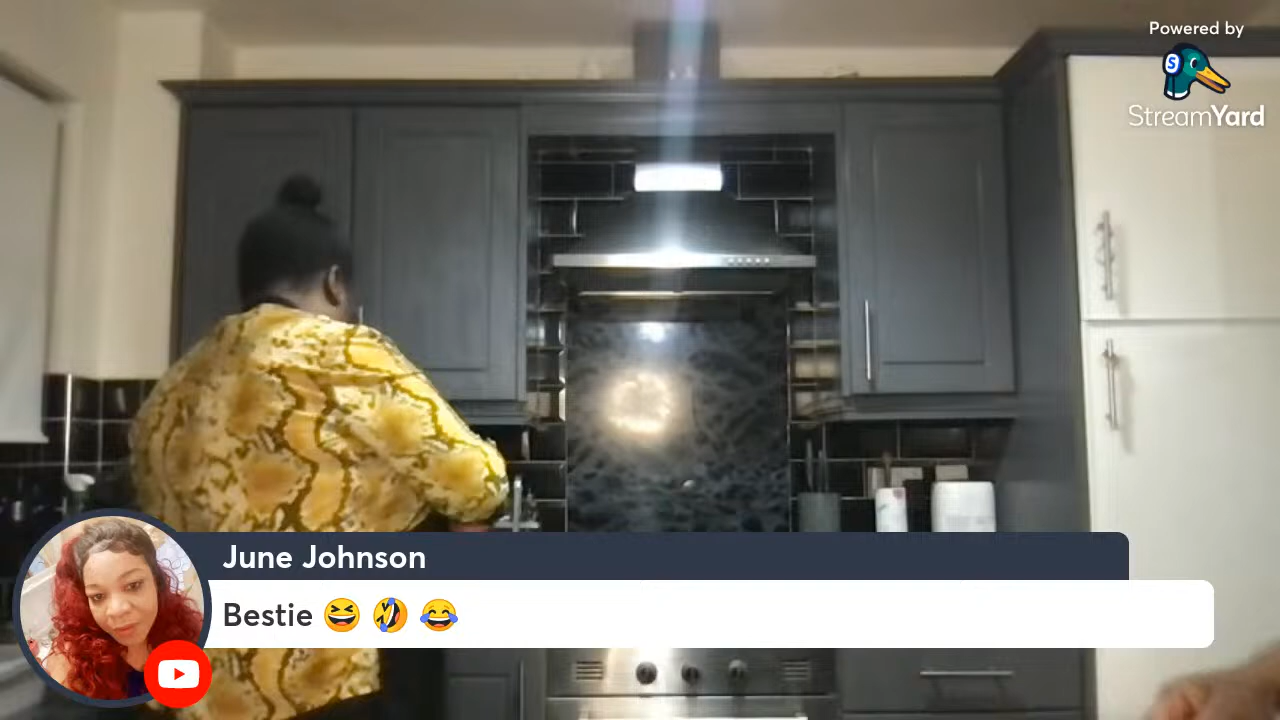 Powered by
S
StreamYard
June Johnson
Bestie 😆 🤣 😂